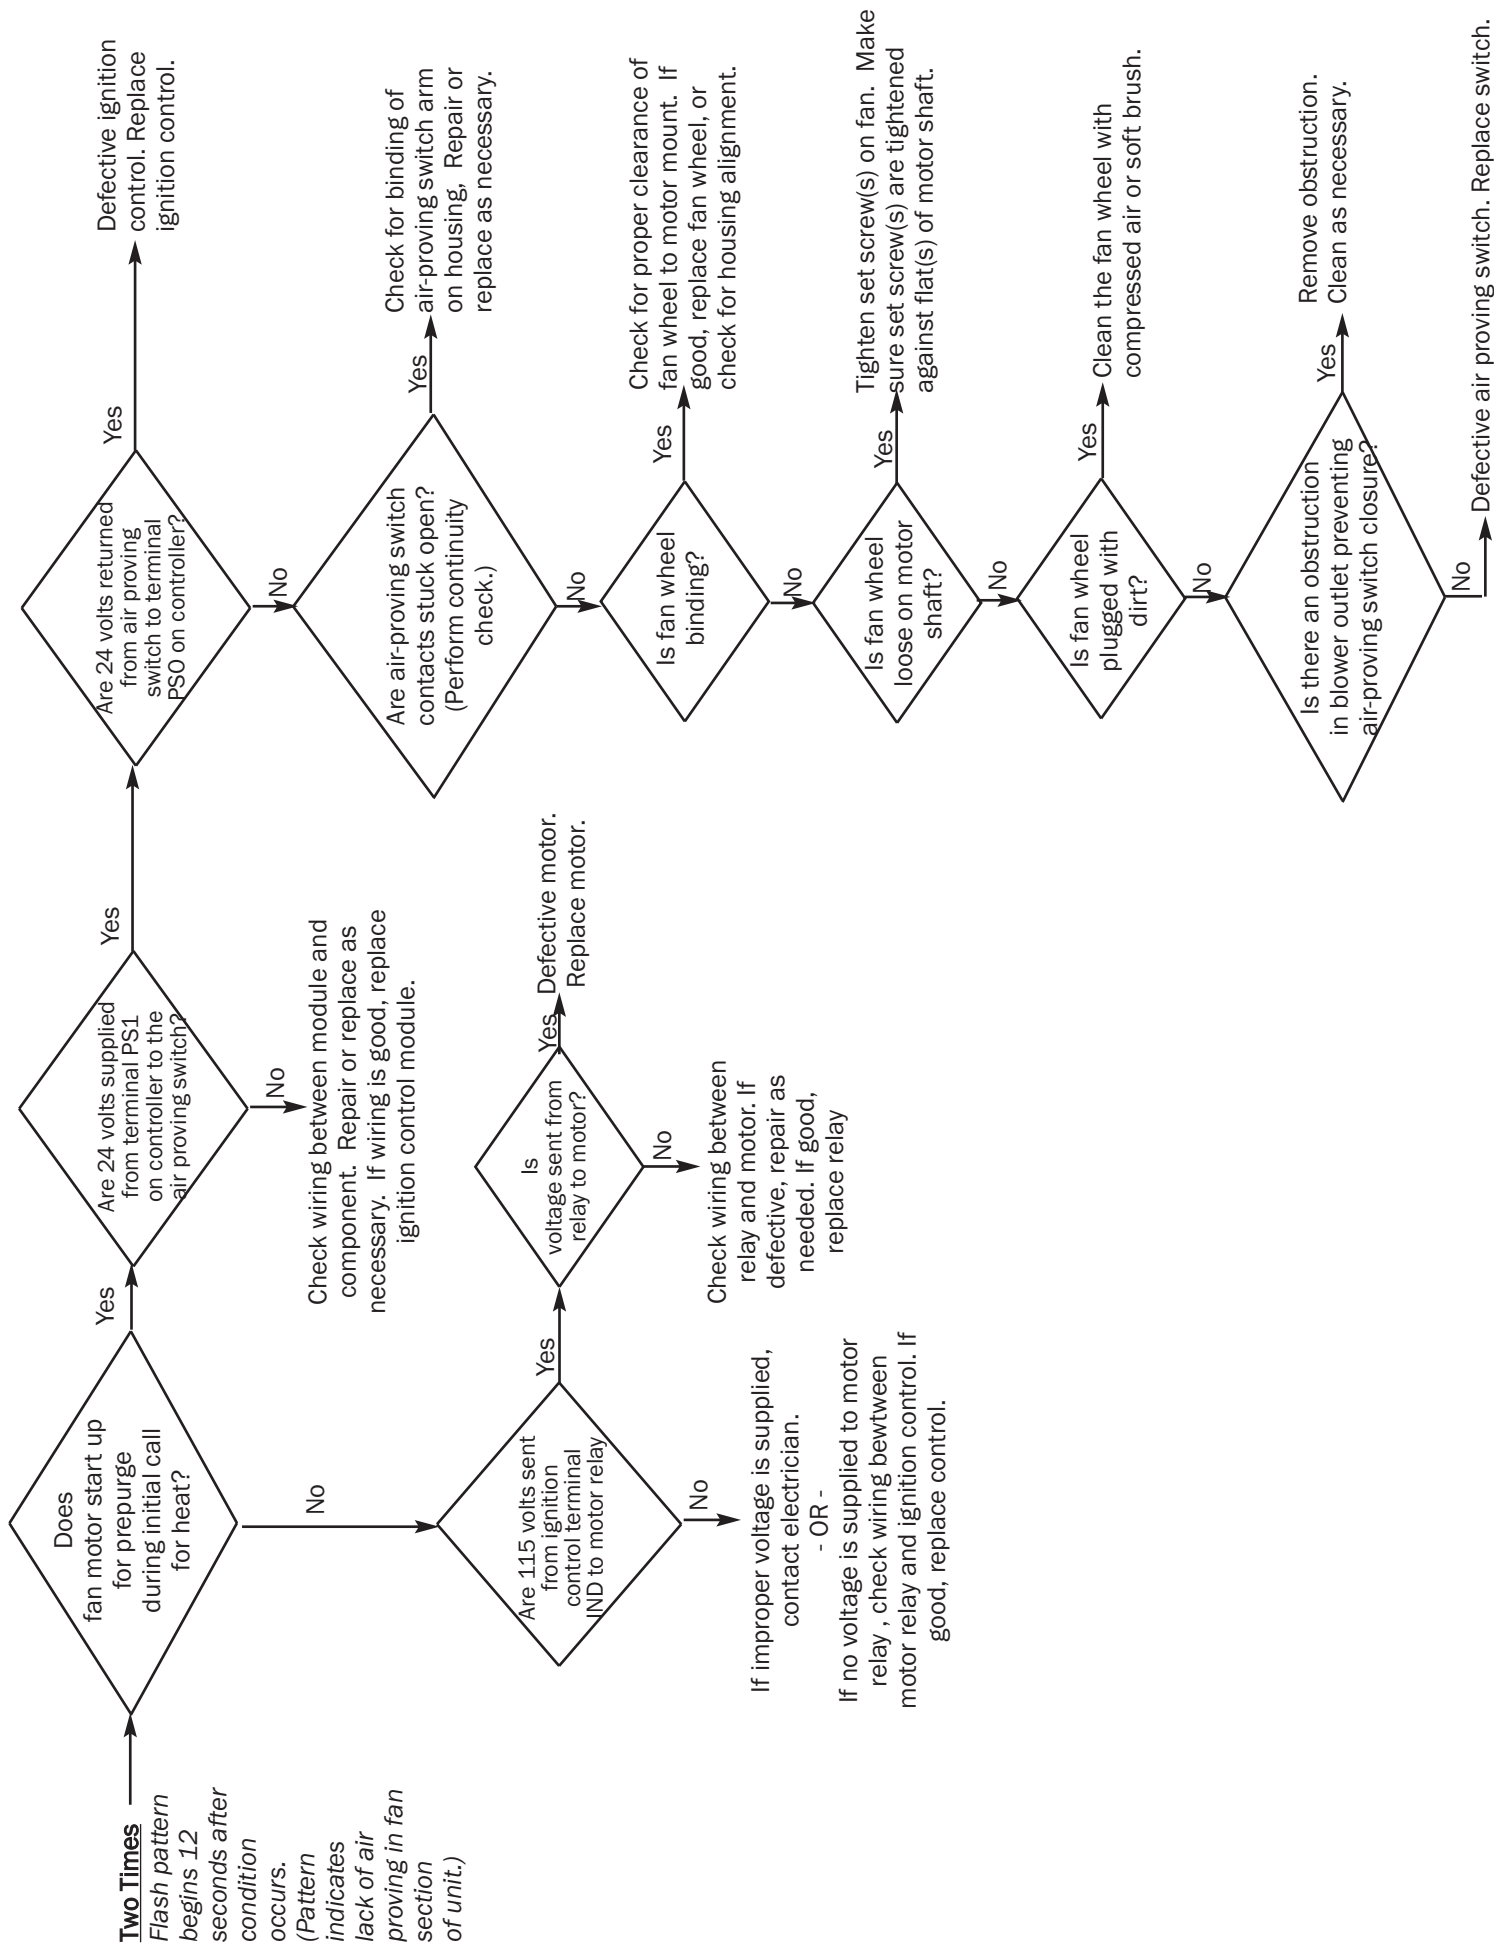 Two Times
Flash pattern
begins 12
seconds after
condition
occurs.
(Pattern
indicates
lack of air
proving in fan
section
of unit.)
Does
fan motor start up
for prepurge
during initial call
for heat?
Yes
No
Are 24 volts supplied
from terminal PS1
on controller to the
air proving switch?
Yes
No
Check wiring between module and
component. Repair or replace as
necessary. If wiring is good, replace
ignition control module.
Are 24 volts returned
from air proving
switch to terminal
PSO on controller?
Yes
Defective ignition
control. Replace
ignition control.
No
Are air-proving switch
contacts stuck open?
(Perform continuity
check.)
Yes
Check for binding of
air-proving switch arm
on housing, Repair or
replace as necessary.
No
Is fan wheel
binding?
Yes
Check for proper clearance of
fan wheel to motor mount. If
good, replace fan wheel, or
check for housing alignment.
No
Is fan wheel
loose on motor
shaft?
Yes
Tighten set screw(s) on fan. Make
sure set screw(s) are tightened
against flat(s) of motor shaft.
No
Is fan wheel
plugged with
dirt?
Yes
Clean the fan wheel with
compressed air or soft brush.
No
Is there an obstruction
in blower outlet preventing
air-proving switch closure?
Yes
Remove obstruction.
Clean as necessary.
No
Defective air proving switch. Replace switch.
Are 115 volts sent
from ignition
control terminal
IND to motor relay
Yes
No
If improper voltage is supplied,
contact electrician.
- OR -
If no voltage is supplied to motor
relay , check wiring bewtween
motor relay and ignition control. If
good, replace control.
Is
voltage sent from
relay to motor?
Yes
Defective motor.
Replace motor.
No
Check wiring between
relay and motor. If
defective, repair as
needed. If good,
replace relay